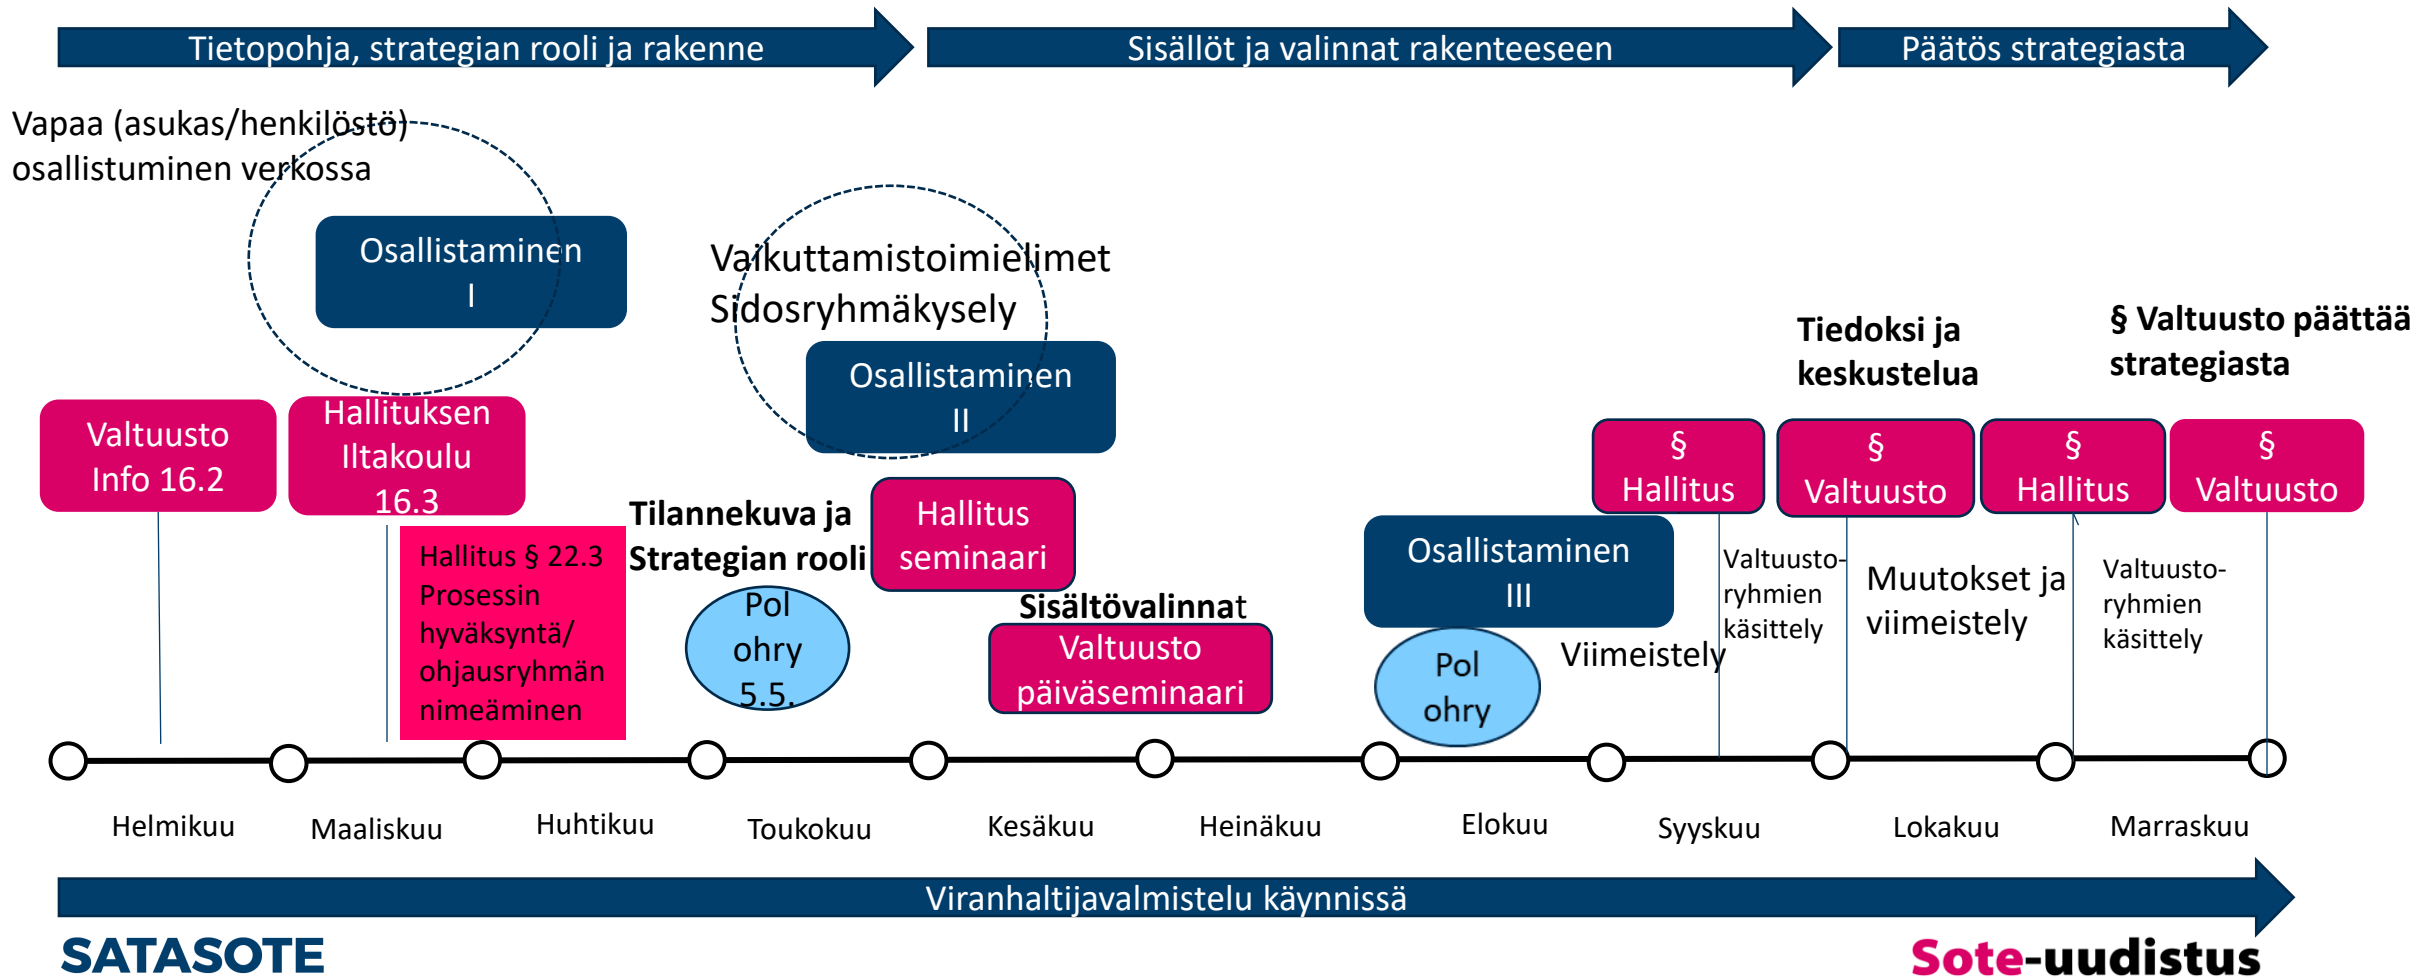 Tietopohja, strategian rooli ja rakenne
Sisällöt ja valinnat rakenteeseen
Päätös strategiasta
Vapaa (asukas/henkilöstö)
osallistuminen verkossa
Osallistaminen
I
Vaikuttamistoimielimet
Sidosryhmäkysely
Osallistaminen
II
Tiedoksi ja
keskustelua
§ Valtuusto päättää
strategiasta
Valtuusto
Info 16.2
Hallituksen
Iltakoulu
16.3
Hallitus § 22.3
Prosessin
hyväksyntä/
ohjausryhmän
nimeäminen
Tilannekuva ja
Strategian rooli
Pol
ohry
5.5.
Hallitus
seminaari
Sisältövalinnat
Valtuusto
päiväseminaari
Osallistaminen
III
Pol
ohry
Viimeistely
§
Hallitus
Valtuusto-
ryhmien
käsittely
§
Valtuusto
Muutokset ja
viimeistely
§
Hallitus
Valtuusto-
ryhmien
käsittely
§
Valtuusto
Helmikuu
Maaliskuu
Huhtikuu
Toukokuu
Kesäkuu
Heinäkuu
Elokuu
Syyskuu
Lokakuu
Marraskuu
Viranhaltijavalmistelu käynnissä
SATASOTE
Sote-uudistus